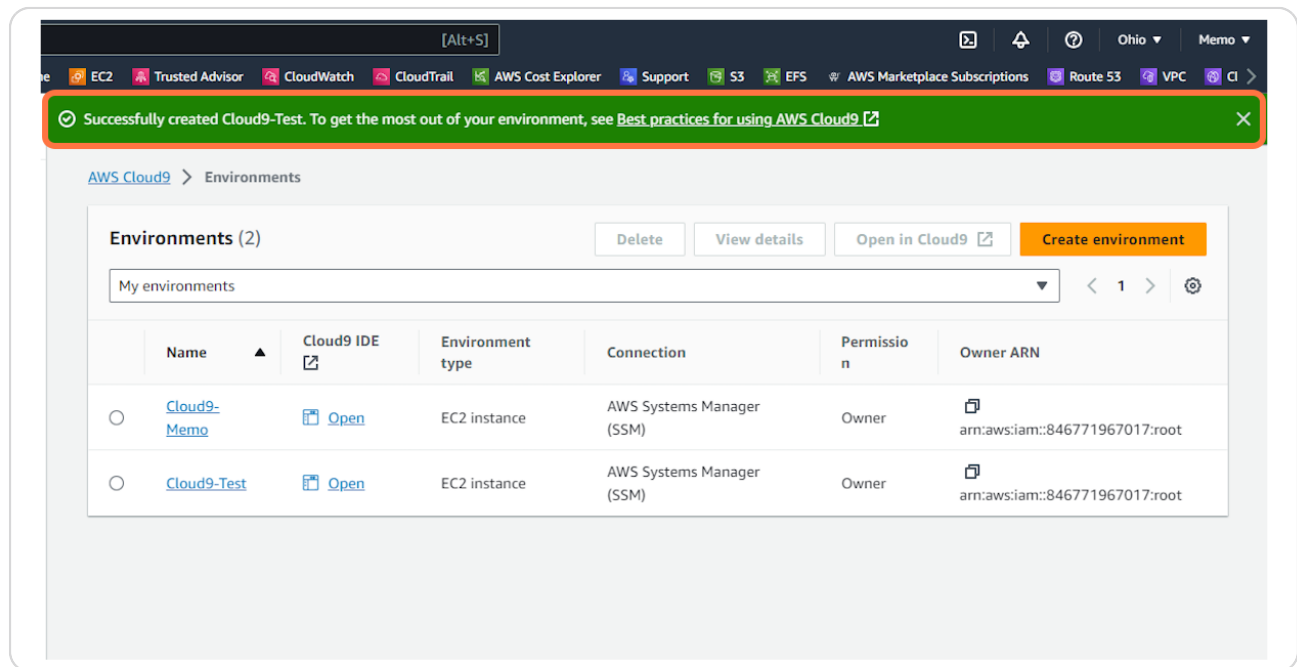 [Alt+S] Ohio Memo
EC2 Trusted Advisor CloudWatch CloudTrail AWS Cost Explorer Support S3 EFS AWS Marketplace Subscriptions Route 53 VPC
Successfully created Cloud9-Test. To get the most out of your environment, see Best practices for using AWS Cloud9
AWS Cloud9 > Environments
Environments (2) Delete View details Open in Cloud9 Create environment
My environments 1
Name Cloud9 IDE Environment type Connection Permission Owner ARN
Cloud9-Memo Open EC2 instance AWS Systems Manager (SSM) Owner arn:aws:iam::846771967017:root
Cloud9-Test Open EC2 instance AWS Systems Manager (SSM) Owner arn:aws:iam::846771967017:root